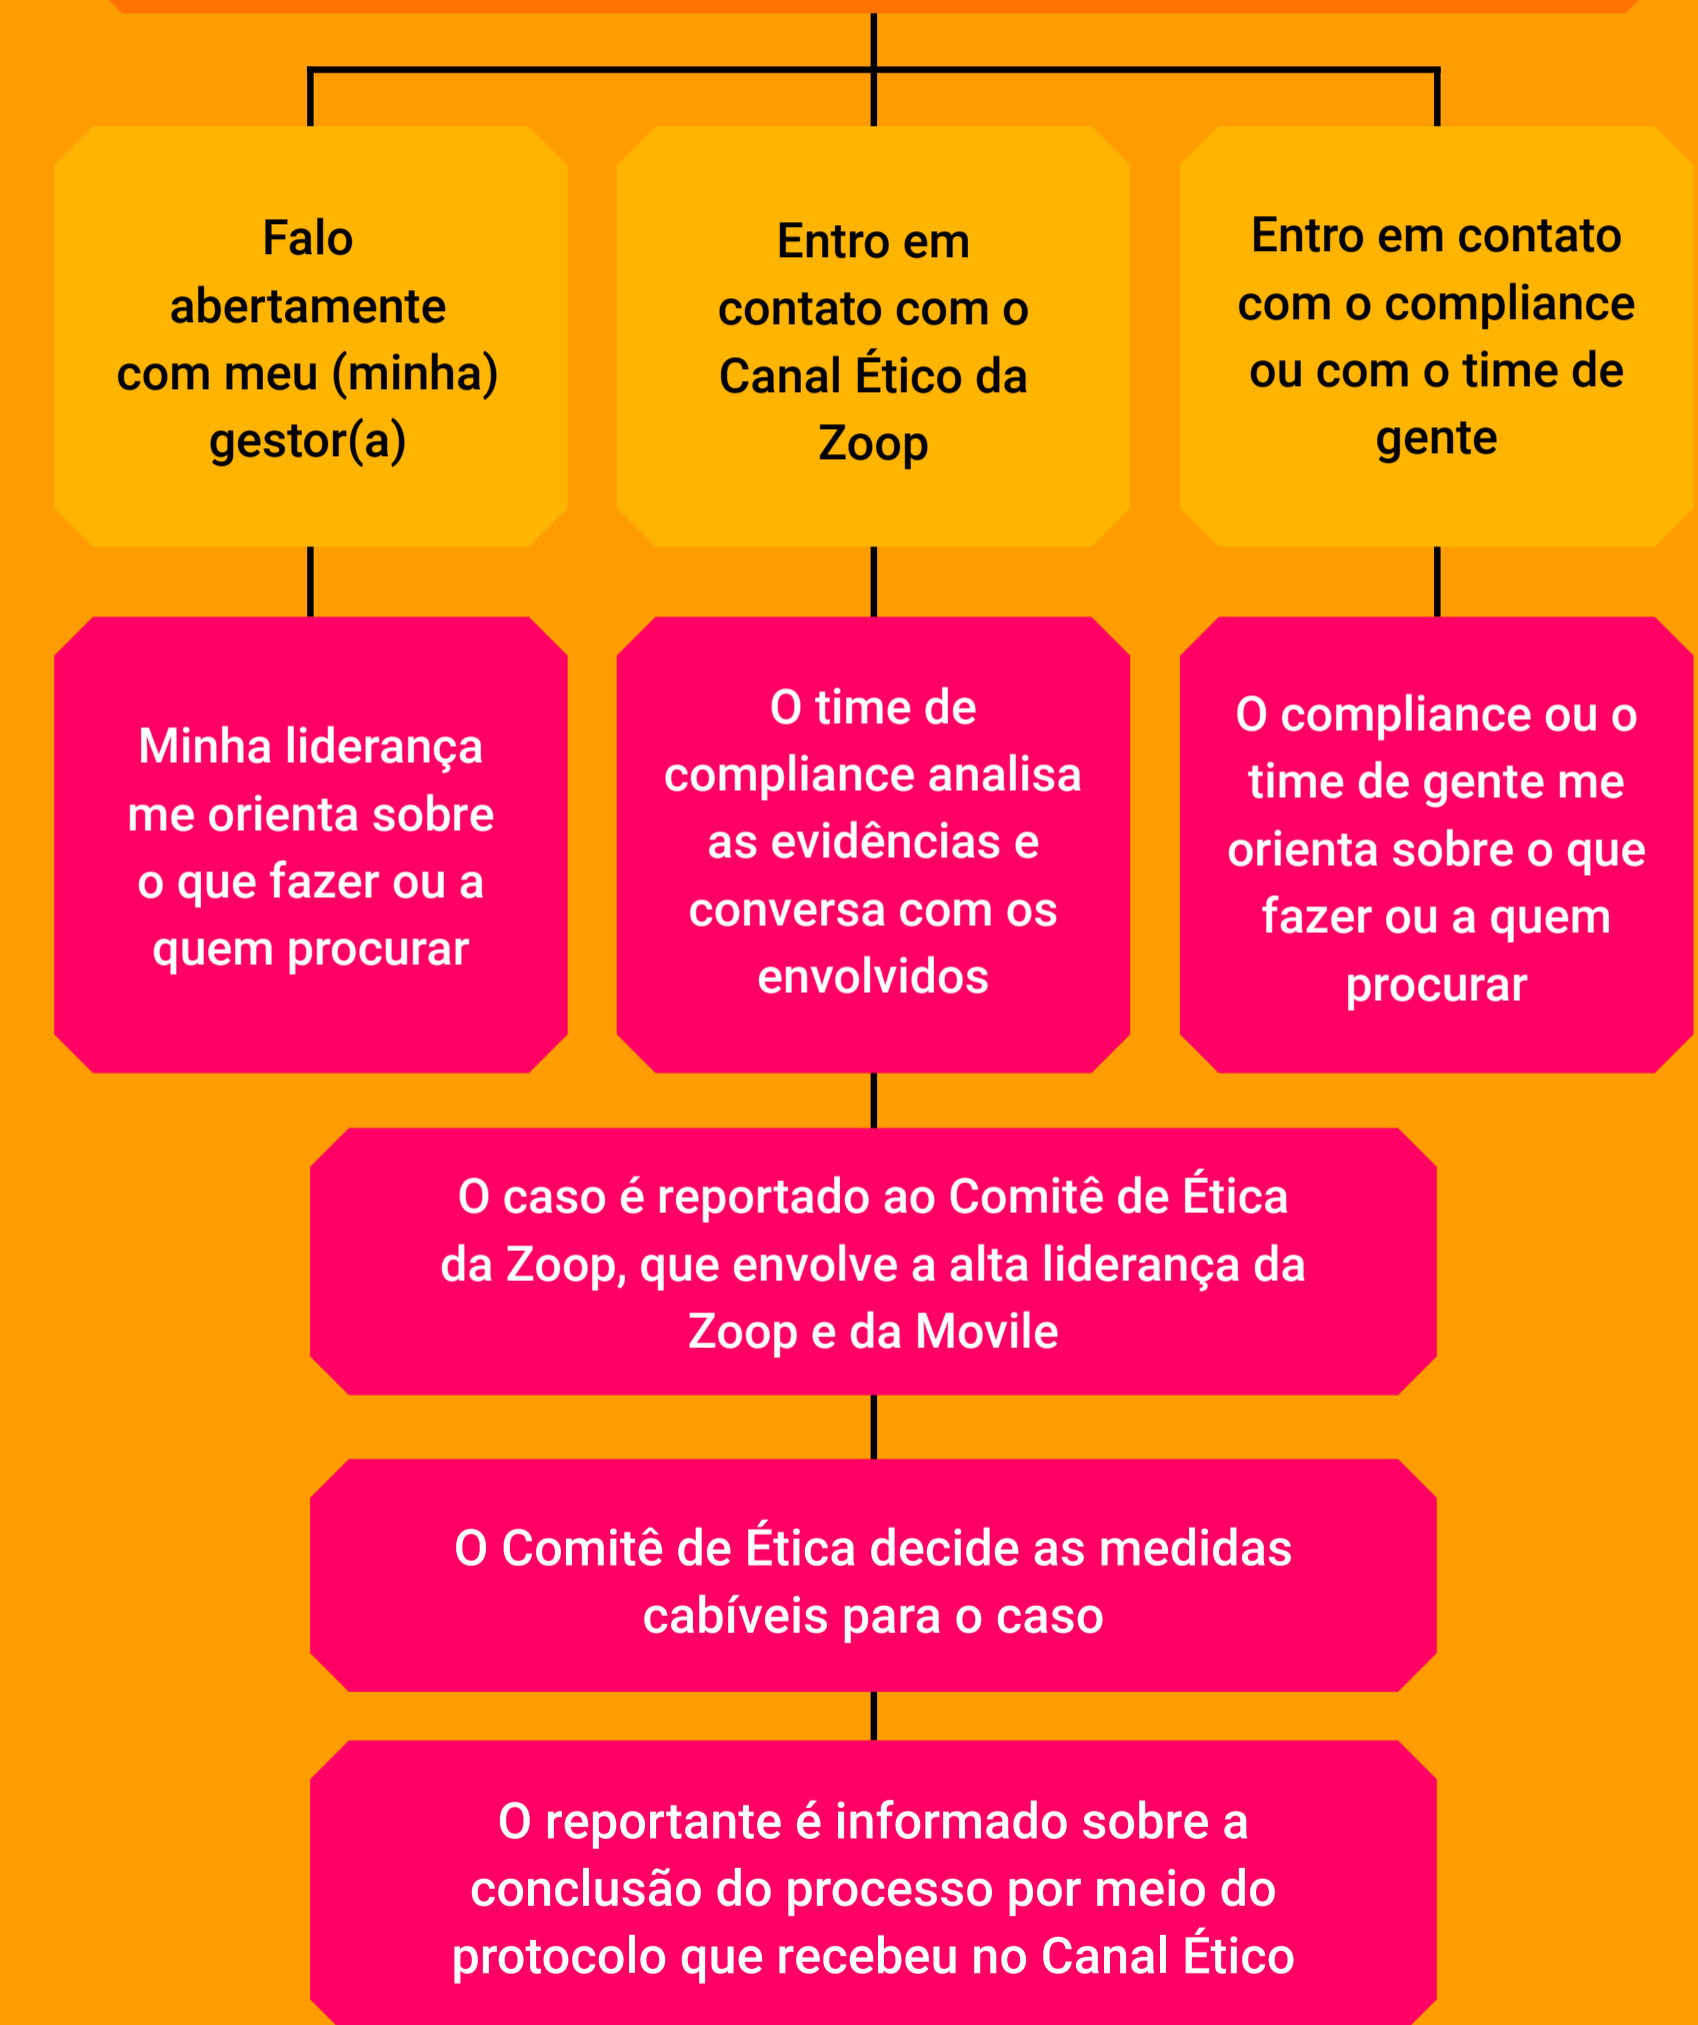 Falo
abertamente
com meu (minha)
gestor(a)
Entro em
contato com o
Canal Ético da
Zoop
Entro em contato
com o compliance
ou com o time de
gente
Minha liderança
me orienta sobre
o que fazer ou a
quem procurar
O time de
compliance analisa
as evidências e
conversa com os
envolvidos
O compliance ou o
time de gente me
orienta sobre o que
fazer ou a quem
procurar
O caso é reportado ao Comitê de Ética
da Zoop, que envolve a alta liderança da
Zoop e da Movile
O Comitê de Ética decide as medidas
cabíveis para o caso
O reportante é informado sobre a
conclusão do processo por meio do
protocolo que recebeu no Canal Ético